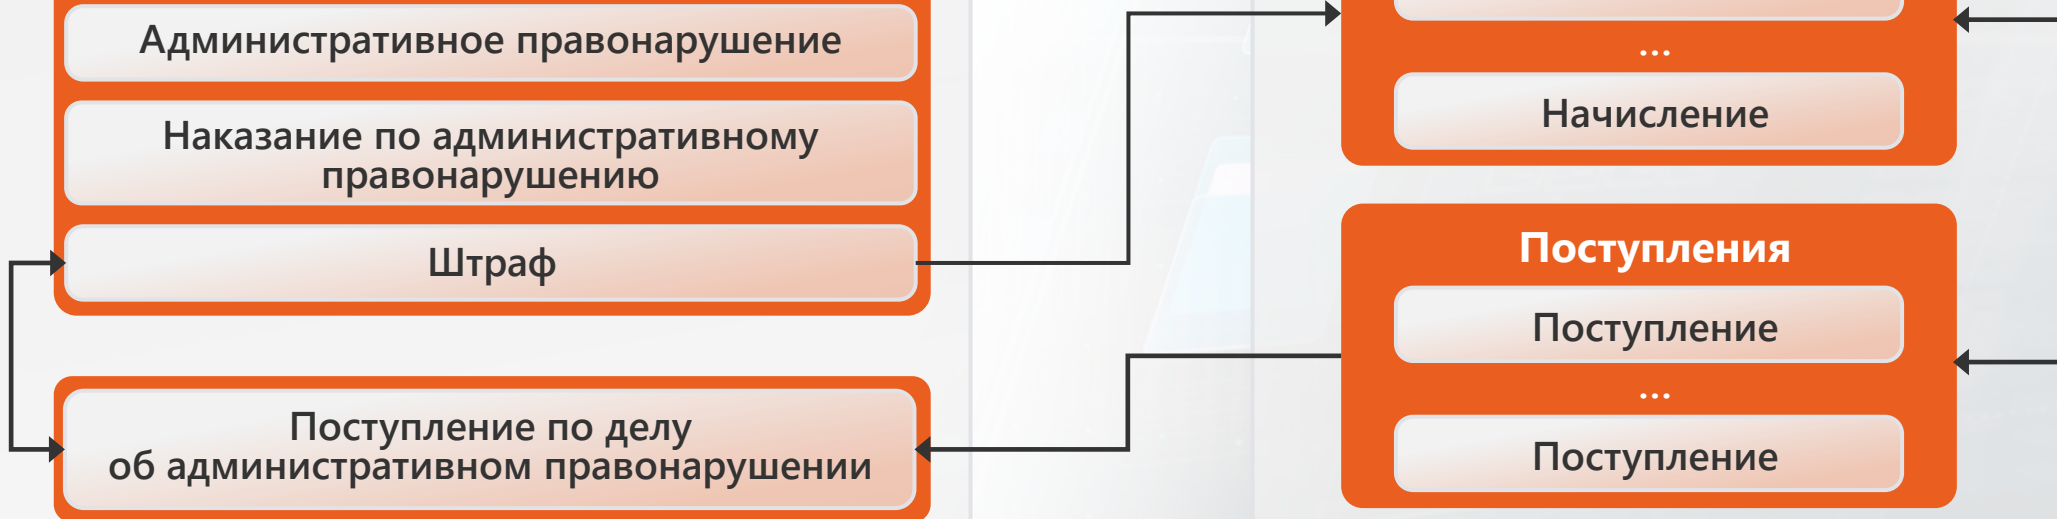 Административное правонарушение
Наказание по административному
правонарушению
Штраф
Поступление по делу
об административном правонарушении
...
Начисление
Поступления
Поступление
...
Поступление